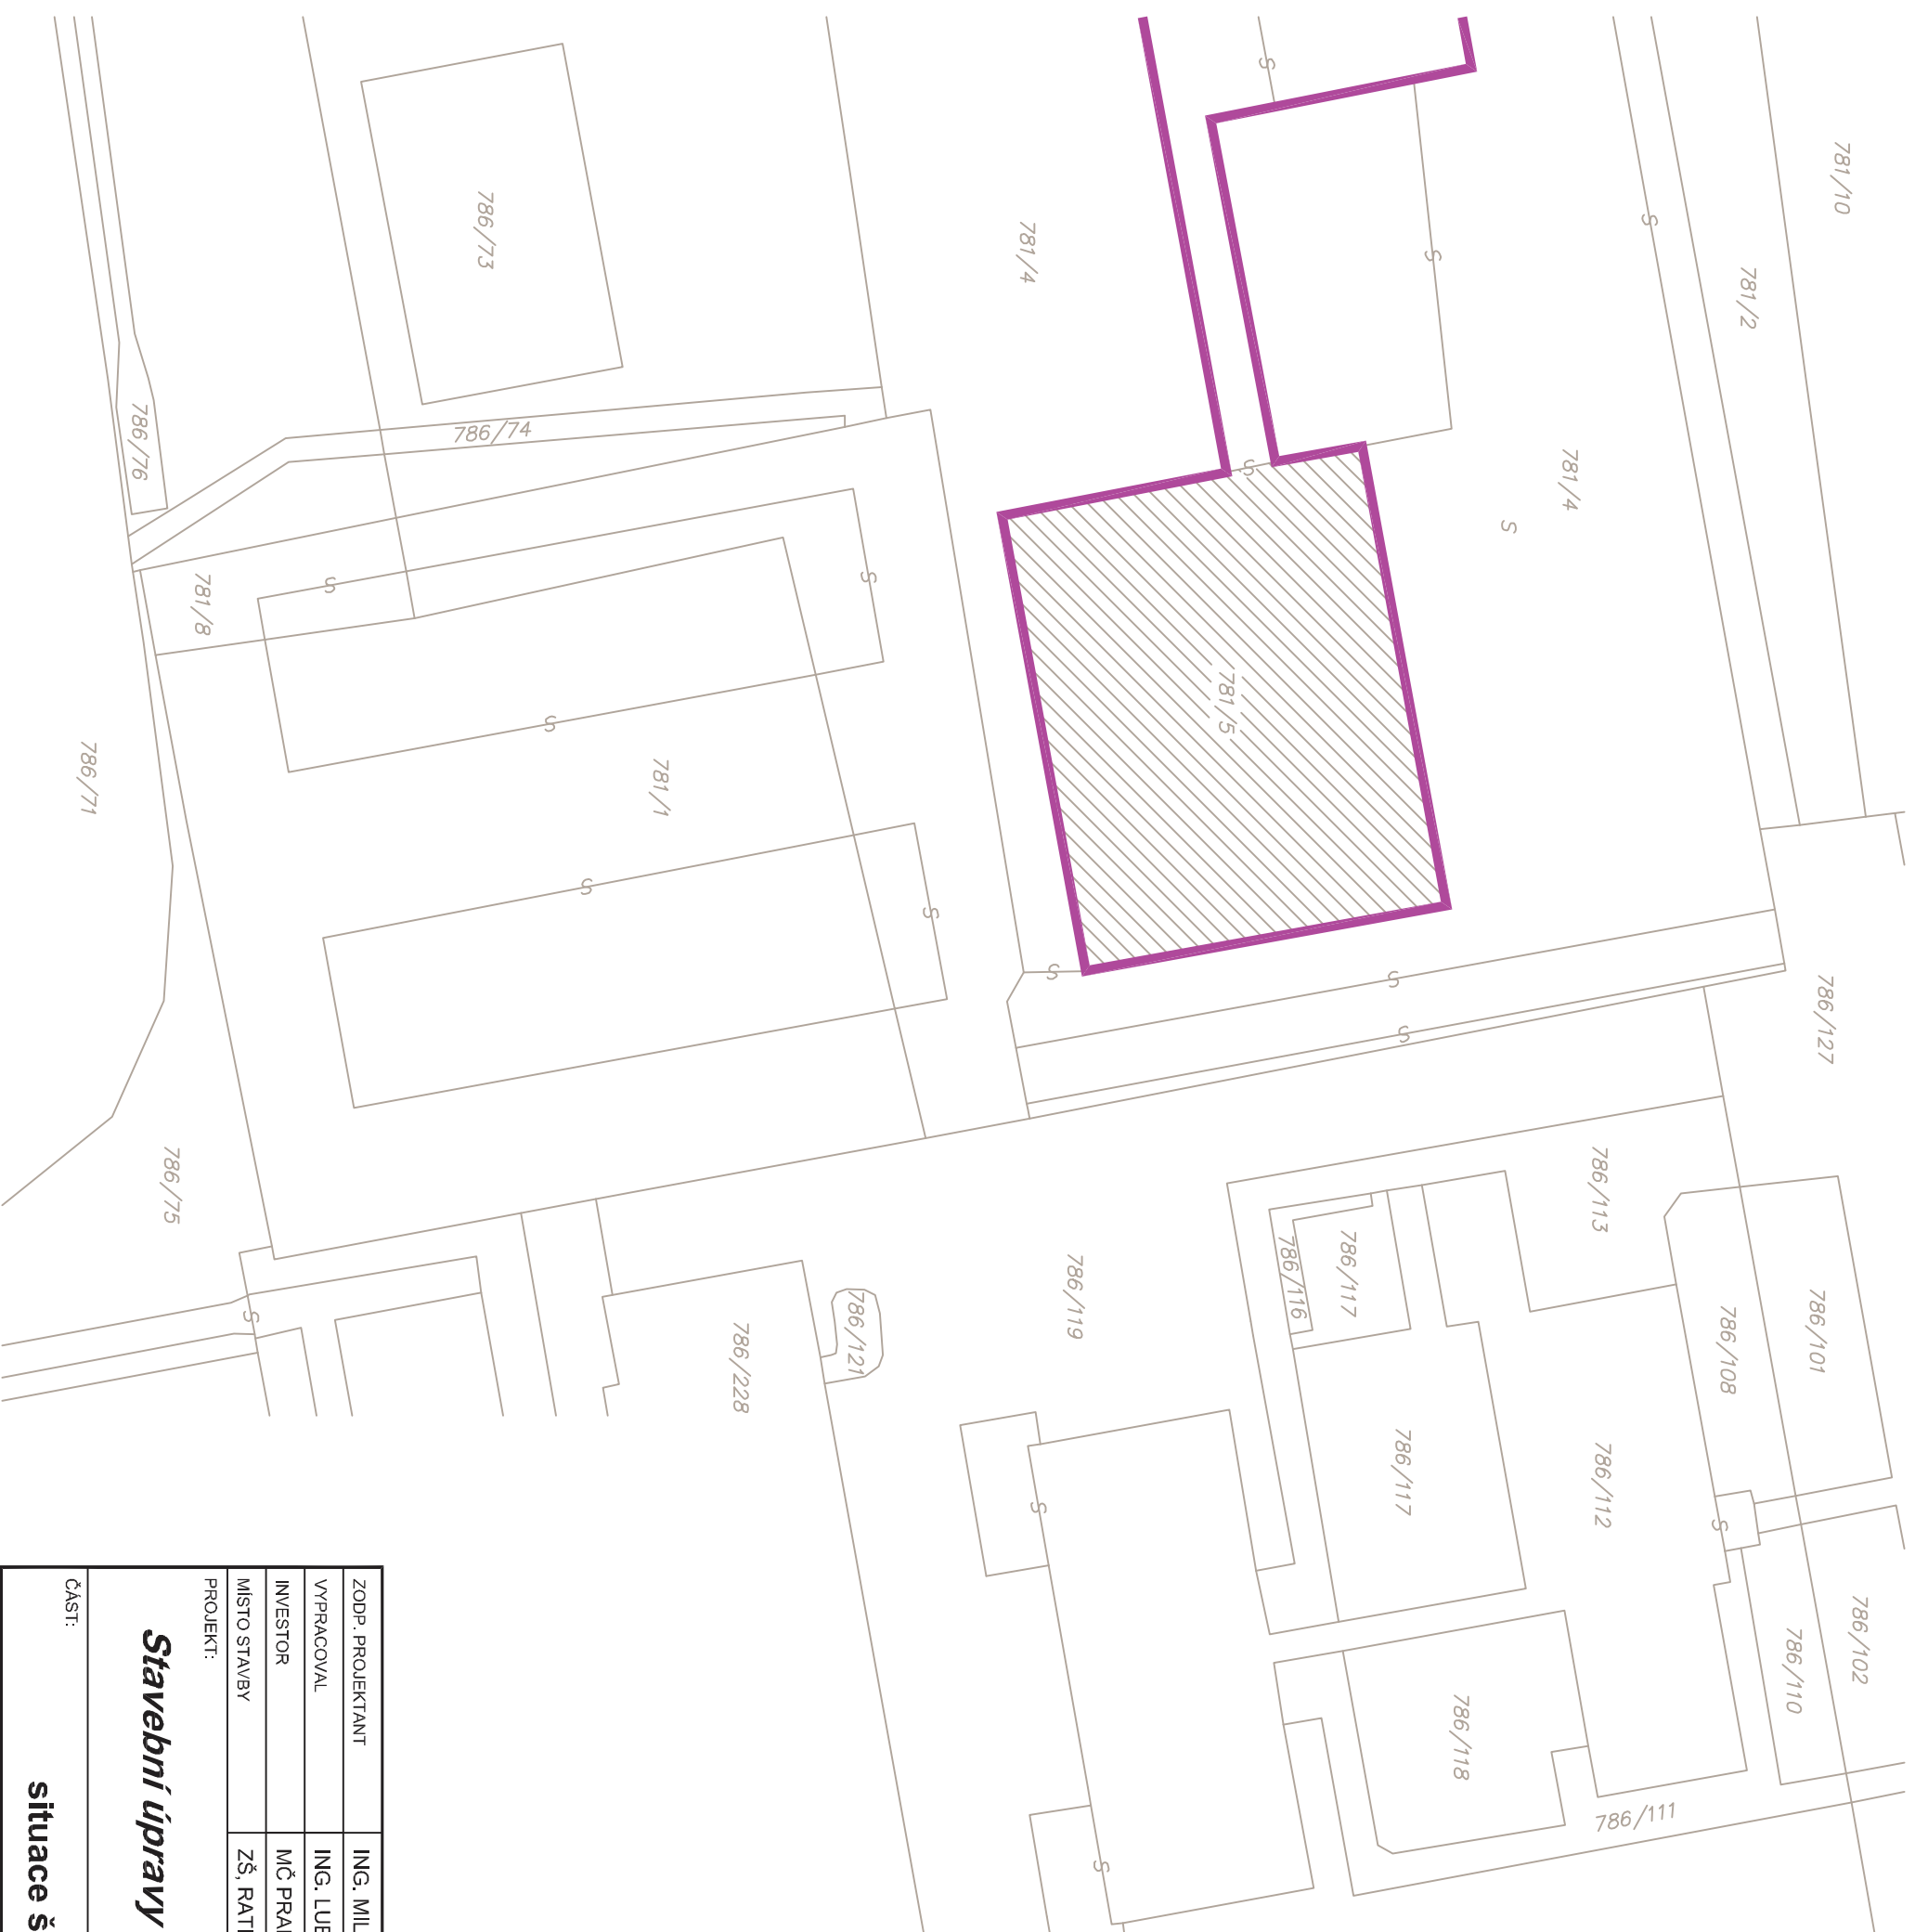 781/10
781/2
786/73
781/4
S
S
S
786/74
786/76
781/4
S
S
781/8
S
S
781/5
S
786/71
781/1
S
S
S
S
S
786/127
786/75
786/113
786/119
786/117
786/116
786/121
786/228
S
786/108
786/101
786/117
786/112
S
S
786/102
786/110
786/118
786/111
S
ZODP. PROJEKTANT ING. MIL
VYPRACOVAL ING. LUB
INVESTOR MČ PRA
MÍSTO STAVBY ZŠ, RAT
PROJEKT:
Stavební úpravy
ČÁST:
situace š